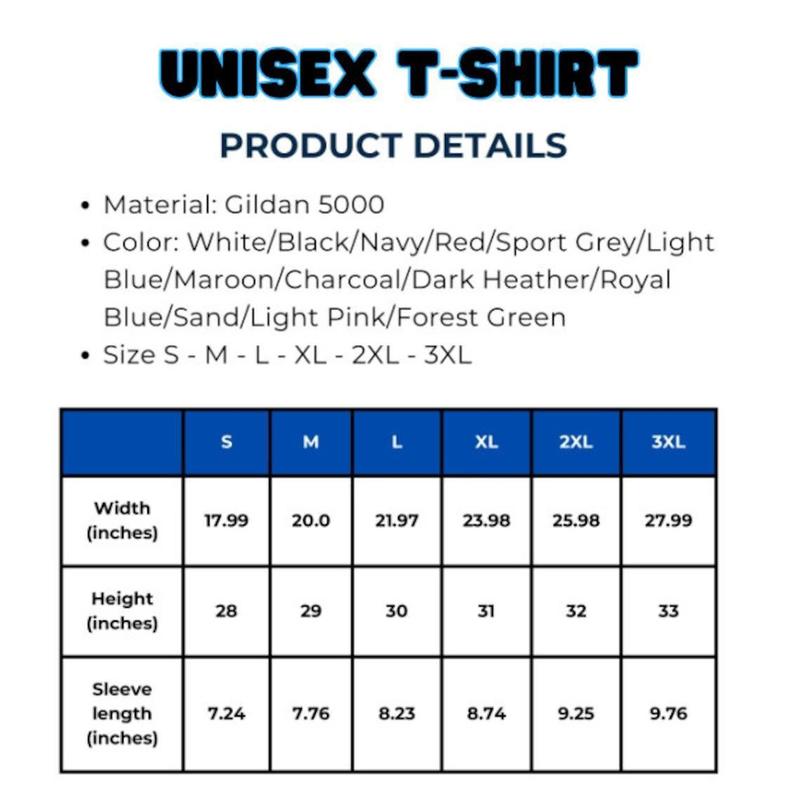 UNISEX T-SHIRT
PRODUCT DETAILS
• Material: Gildan 5000
• Color: White/Black/Navy/Red/Sport Grey/Light
Blue/Maroon/Charcoal/Dark Heather/Royal
Blue/Sand/Light Pink/Forest Green
• Size S - M - L - XL - 2XL - 3XL
S M L XL 2XL 3XL
Width
(inches)
17.99 20.0 21.97 23.98 25.98 27.99
Height
(inches)
28 29 30 31 32 33
Sleeve
length
(inches)
7.24 7.76 8.23 8.74 9.25 9.76